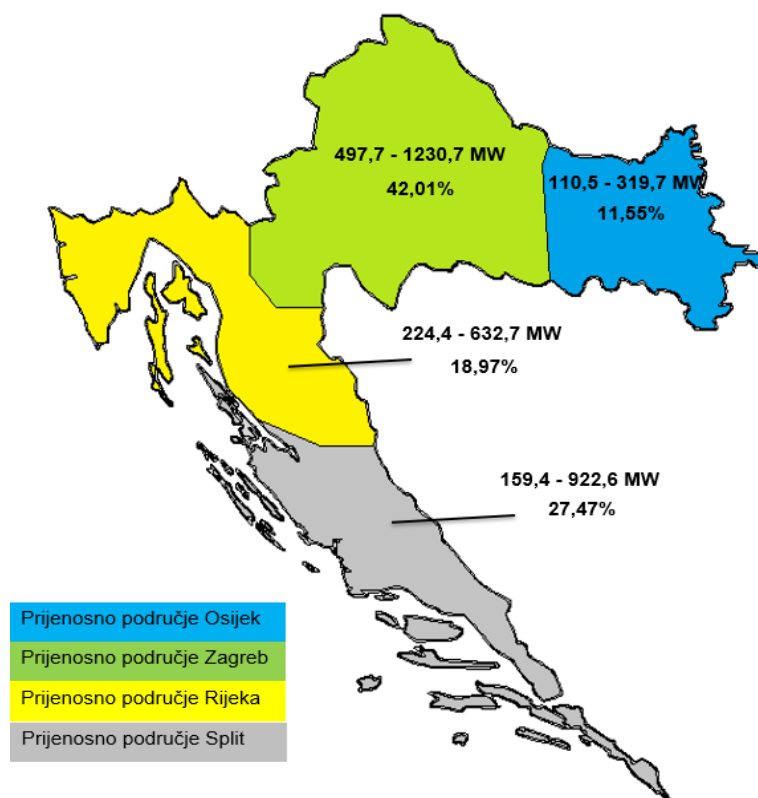 497,7 - 1230,7 MW
42,01%
110,5 - 319,7 MW
11,55%
224,4 - 632,7 MW
18,97%
159,4 - 922,6 MW
27,47%
Prijenosno područje Osijek
Prijenosno područje Zagreb
Prijenosno područje Rijeka
Prijenosno područje Split